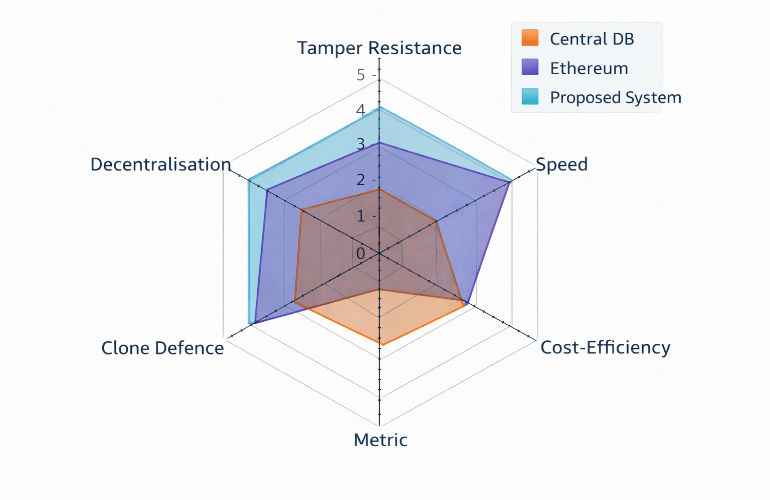 Central DB
Tamper Resistance
Ethereum
5
Proposed System
4
3
Decentralisation
Speed
2
1
0
Clone Defence
Cost-Efficiency
Metric